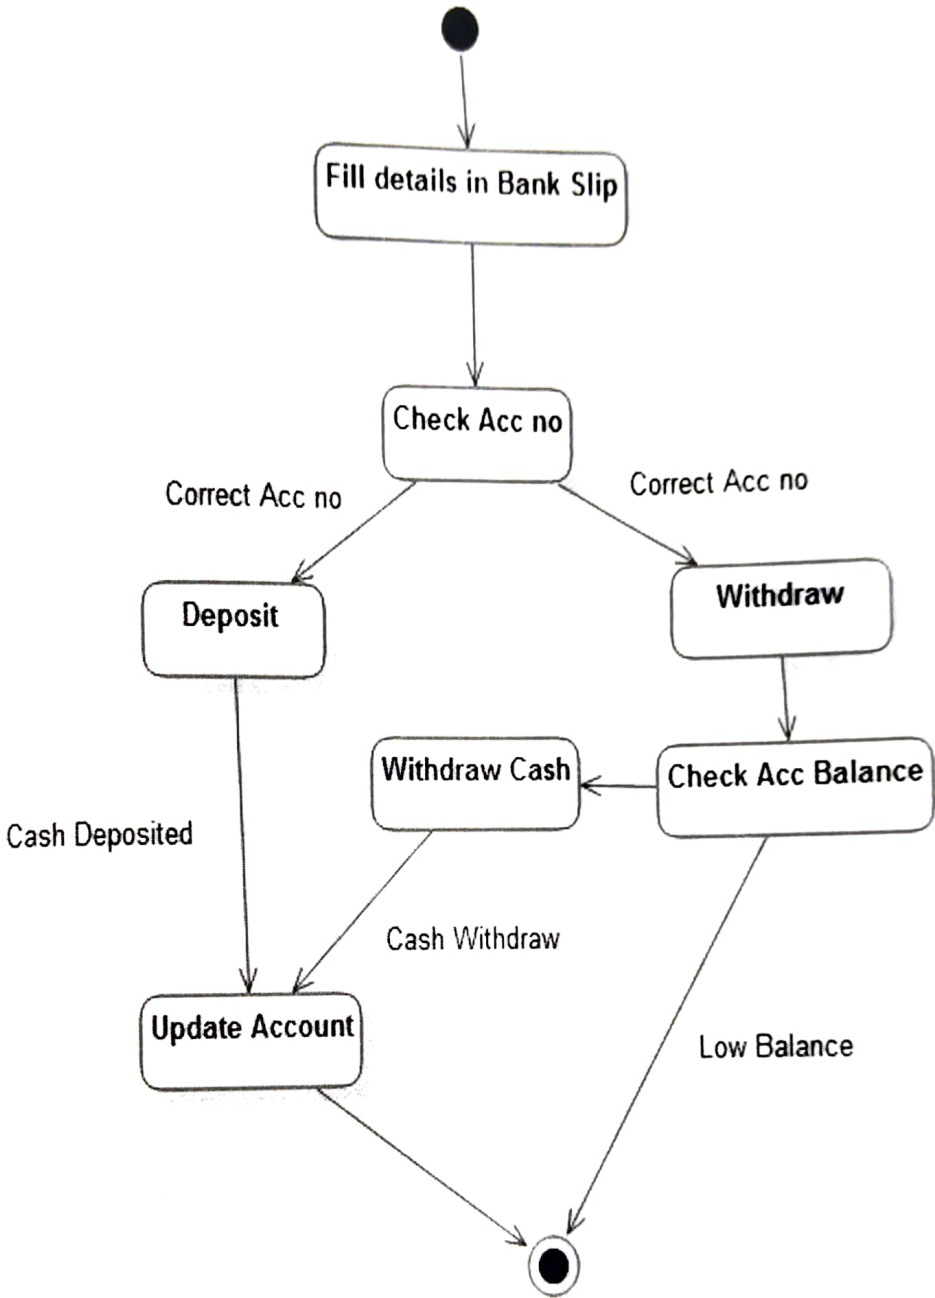 Fill details in Bank Slip
Check Acc no
Correct Acc no
Correct Acc no
Deposit
Withdraw
Withdraw Cash
Check Acc Balance
Cash Deposited
Cash Withdraw
Update Account
Low Balance